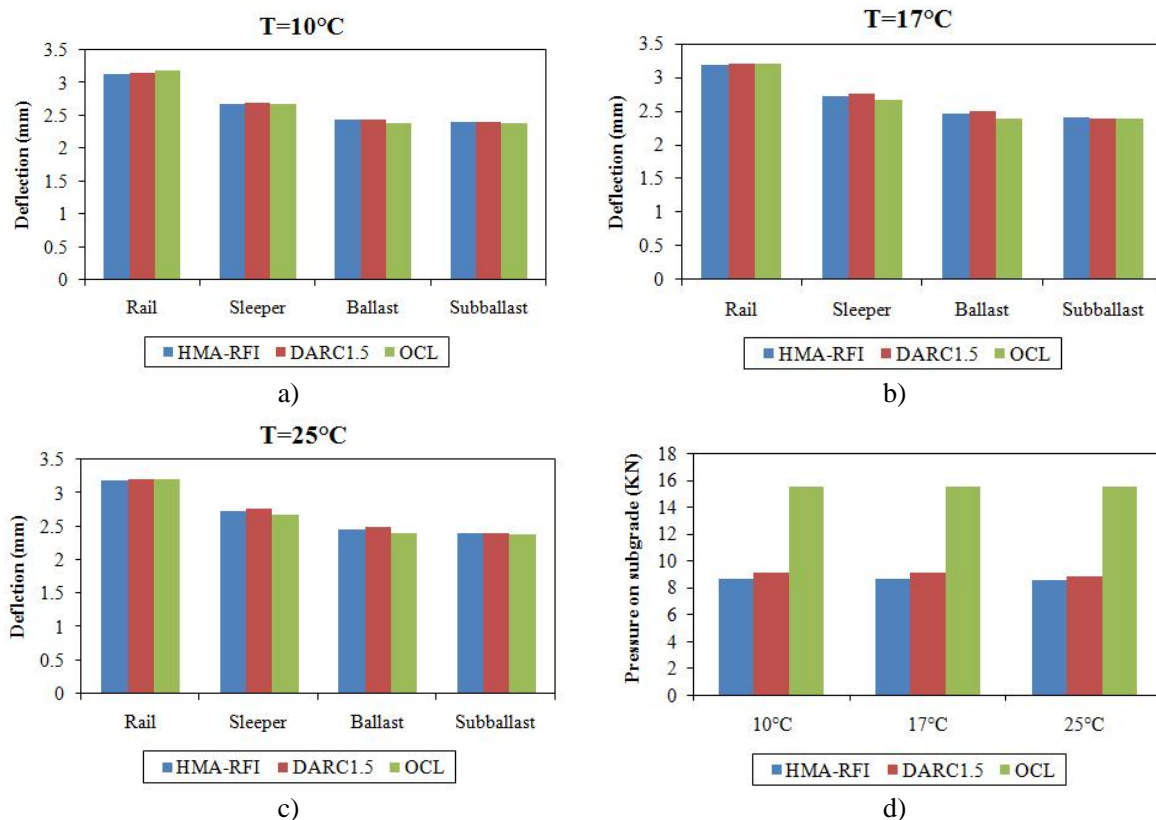 T=10°C
Deflection (mm)
3.5
3
2.5
2
1.5
1
0.5
0
Rail Sleeper Ballast Subballast
HMA-RFI DARC1.5 OCL
a)
T=17°C
Deflection (mm)
3.5
3
2.5
2
1.5
1
0.5
0
Rail Sleeper Ballast Subballast
HMA-RFI DARC1.5 OCL
b)
T=25°C
Defletion (mm)
3.5
3
2.5
2
1.5
1
0.5
0
Rail Sleeper Ballast Subballast
HMA-RFI DARC1.5 OCL
c)
Pressure on subgrade (KN)
18
16
14
12
10
8
6
4
2
0
10°C 17°C 25°C
HMA-RFI DARC1.5 OCL
d)